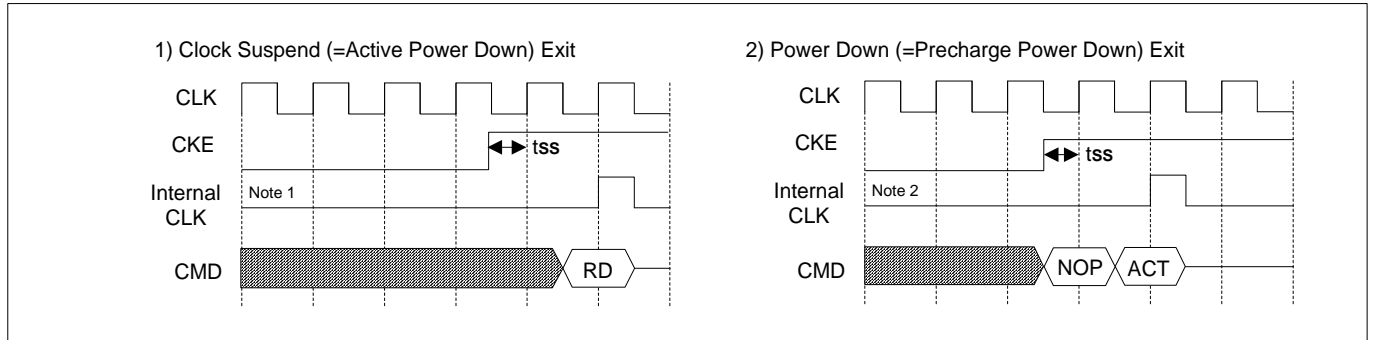 1) Clock Suspend (=Active Power Down) Exit
CLK
CKE
tss
Internal
CLK
Note 1
CMD
RD
2) Power Down (=Precharge Power Down) Exit
CLK
CKE
tss
Internal
CLK
Note 2
CMD
NOP
ACT